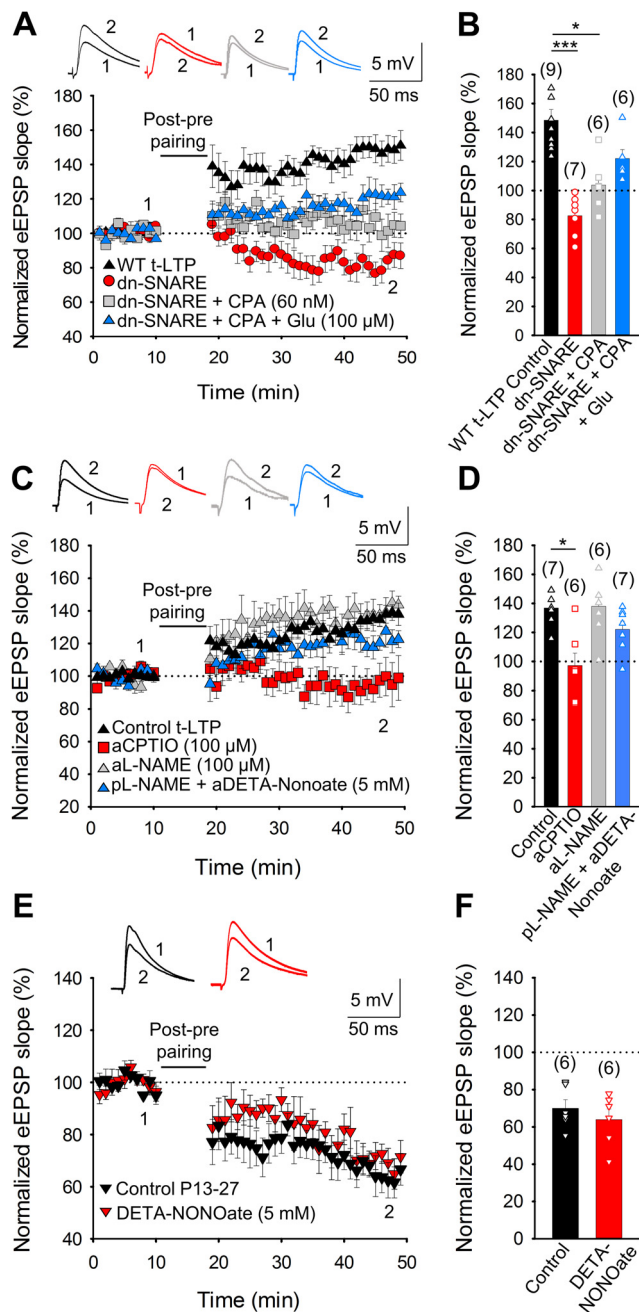 A
2
1
1
2
2
1
2
1
5 mV
50 ms
Normalized eEPSP slope (%)
180
160
140
120
100
80
60
40
20
Post-pre
pairing
1
2
WT t-LTP
dn-SNARE
dn-SNARE + CPA (60 nM)
dn-SNARE + CPA + Glu (100 µM)
0 10 20 30 40 50
Time (min)
B
*
***
(9)
(7)
(6)
(6)
Normalized eEPSP slope (%)
180
160
140
120
100
80
60
40
20
0
WT t-LTP Control
dn-SNARE
dn-SNARE + CPA
dn-SNARE + CPA
+ Glu
C
2
1
1
2
2
1
2
1
5 mV
50 ms
Normalized eEPSP slope (%)
180
160
140
120
100
80
60
40
20
Post-pre
pairing
1
2
Control t-LTP
aCPTIO (100 µM)
aL-NAME (100 µM)
pL-NAME + aDETA-Nonoate (5 mM)
0 10 20 30 40 50
Time (min)
D
*
(7)
(6)
(6)
(7)
Normalized eEPSP slope (%)
180
160
140
120
100
80
60
40
20
0
Control
aCPTIO
aL-NAME
pL-NAME + aDETA-
Nonoate
E
1
2
1
2
5 mV
50 ms
Normalized eEPSP slope (%)
140
120
100
80
60
40
Post-pre
pairing
1
2
Control P13-27
DETA-NONOate (5 mM)
0 10 20 30 40 50
Time (min)
F
(6)
(6)
Normalized eEPSP slope (%)
140
120
100
80
60
40
20
0
Control
DETA-
NONOate